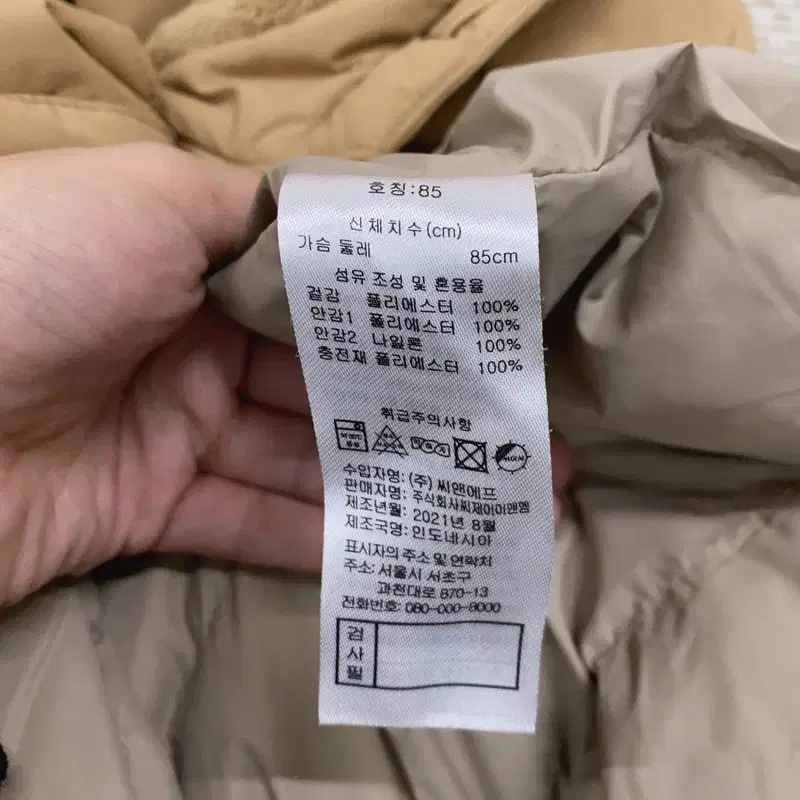 호칭:85
신체치수(cm)
가슴 둘레 85cm
섬유 조성 및 혼용율
겉감 폴리에스터 100%
안감1 폴리에스터 100%
안감2 나일론 100%
충전재 폴리에스터 100%
취급주의사항
수입자명: (주) 씨앤에프
판매자명: 주식회사씨제이이앤엠
제조년월: 2021년 8월
제조국명: 인도네시아
표시자의 주소 및 연락처
주소: 서울시 서초구
과천대로 870-13
전화번호: 080-000-8000
검
사
필